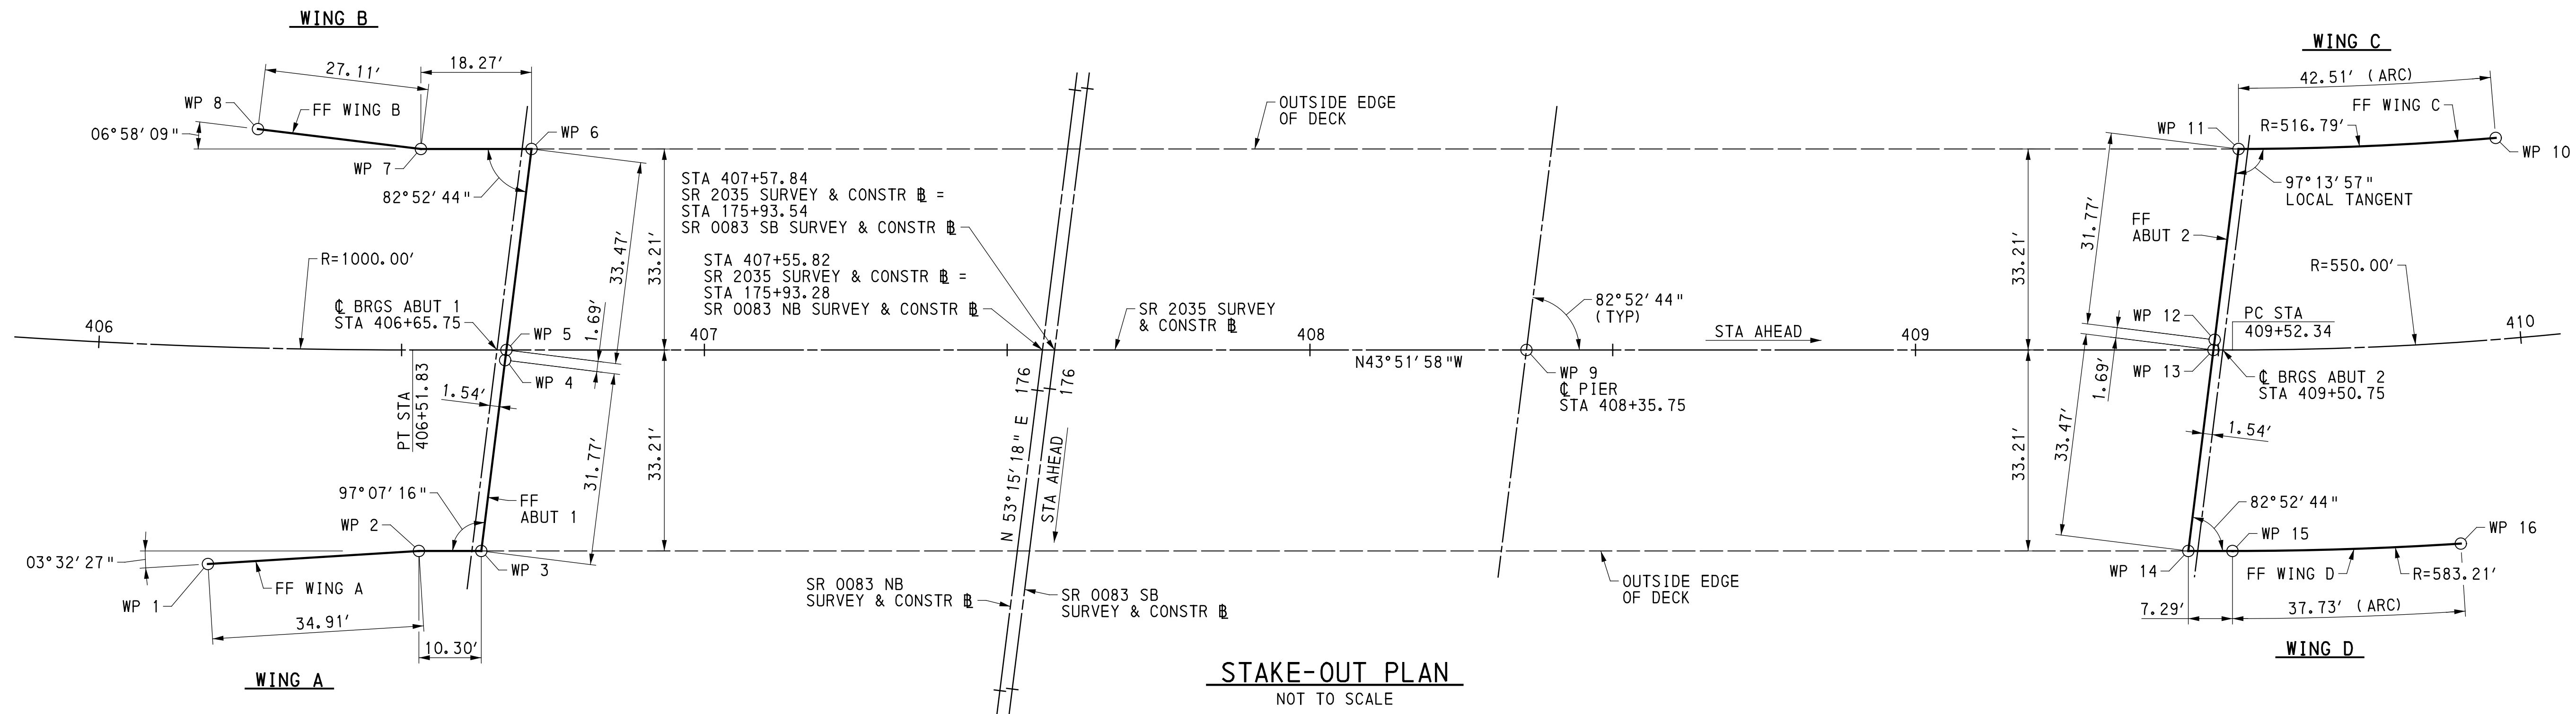 WING B
27.11′
18.27′
WP 8
FF WING B
06°58′09"
WP 6
WP 7
82°52′44"
33.47′
33.21′
OUTSIDE EDGE
OF DECK
STA 407+57.84
SR 2035 SURVEY & CONSTR ℄ =
STA 175+93.54
SR 0083 SB SURVEY & CONSTR ℄
STA 407+55.82
SR 2035 SURVEY & CONSTR ℄ =
STA 175+93.28
SR 0083 NB SURVEY & CONSTR ℄
R=1000.00′
℄ BRGS ABUT 1
STA 406+65.75
1.69′
WP 5
406
407
WP 4
1.54′
PT STA
406+51.83
31.77′
33.21′
97°07′16"
FF
ABUT 1
WP 2
WP 3
03°32′27"
FF WING A
WP 1
34.91′
10.30′
WING A
SR 2035 SURVEY
& CONSTR ℄
408
82°52′44"
(TYP)
STA AHEAD
N43°51′58"W
WP 9
℄ PIER
STA 408+35.75
409
176
176
N 53°15′18" E
STA AHEAD
SR 0083 NB
SURVEY & CONSTR ℄
SR 0083 SB
SURVEY & CONSTR ℄
OUTSIDE EDGE
OF DECK
WING C
42.51′ (ARC)
FF WING C
WP 11
R=516.79′
WP 10
97°13′57"
LOCAL TANGENT
31.77′
33.21′
FF
ABUT 2
R=550.00′
WP 12
PC STA
409+52.34
410
WP 13
1.69′
℄ BRGS ABUT 2
STA 409+50.75
33.47′
33.21′
1.54′
82°52′44"
WP 14
WP 15
WP 16
FF WING D
R=583.21′
7.29′
37.73′ (ARC)
WING D
STAKE-OUT PLAN
NOT TO SCALE